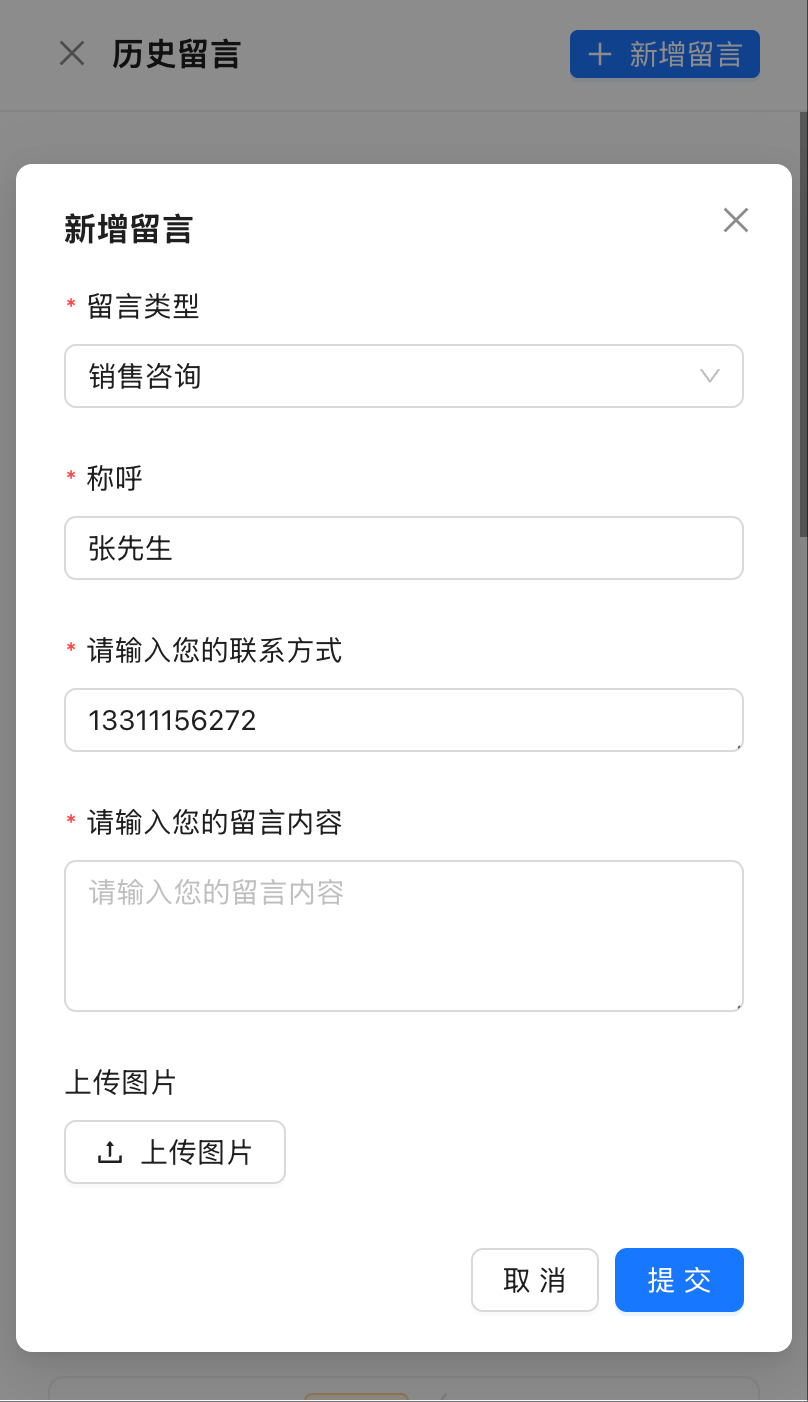 历史留言
新增留言
新增留言
* 留言类型
销售咨询
* 称呼
张先生
* 请输入您的联系方式
13311156272
* 请输入您的留言内容
请输入您的留言内容
上传图片
上传图片
取 消
提 交